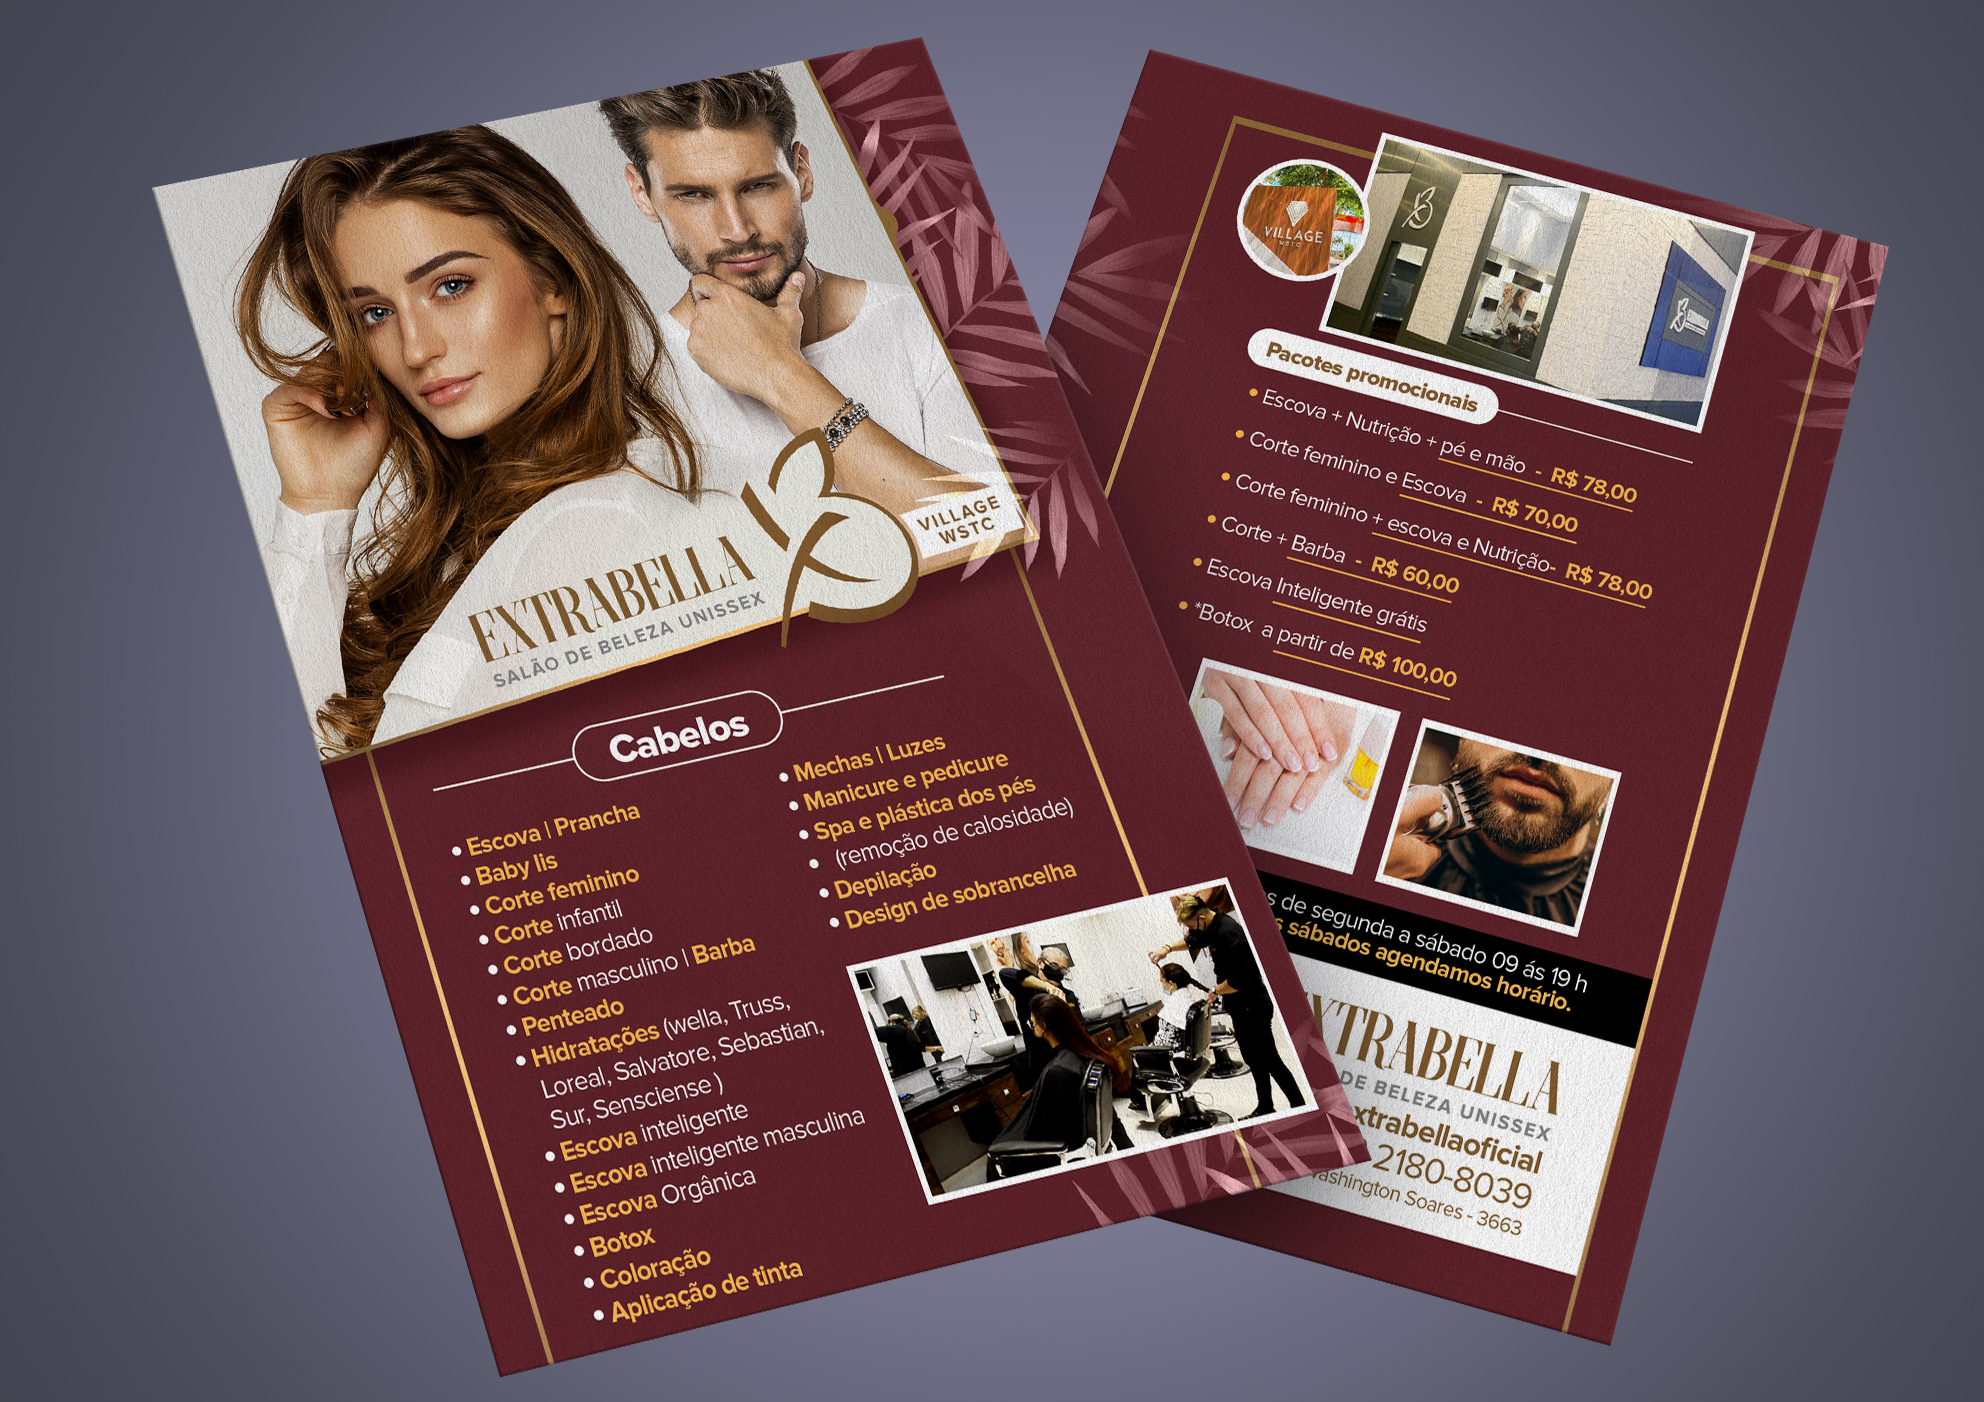 EXTRABELLA
SALÃO DE BELEZA UNISSEX
VILLAGE
WSTC
Cabelos
• Escova | Prancha
• Baby lis
• Corte feminino
• Corte infantil
• Corte bordado
• Corte masculino | Barba
• Penteado
• Hidratações (wella, Truss,
Loreal, Salvatore, Sebastian,
Sur, Sensciense )
• Escova inteligente
• Escova inteligente masculina
• Escova Orgânica
• Botox
• Coloração
• Aplicação de tinta
• Mechas | Luzes
• Manicure e pedicure
• Spa e plástica dos pés
• (remoção de calosidade)
• Depilação
• Design de sobrancelha
VILLAGE
WSTC
EXTRABELLA
Pacotes promocionais
• Escova + Nutrição + pé e mão - R$ 78,00
• Corte feminino e Escova - R$ 70,00
• Corte feminino + escova e Nutrição- R$ 78,00
• Corte + Barba - R$ 60,00
• Escova Inteligente grátis
• *Botox a partir de R$ 100,00
s de segunda a sábado 09 ás 19 h
s sábados agendamos horário.
XTRABELLA
DE BELEZA UNISSEX
xtrabellaoficial
2180-8039
ashington Soares - 3663